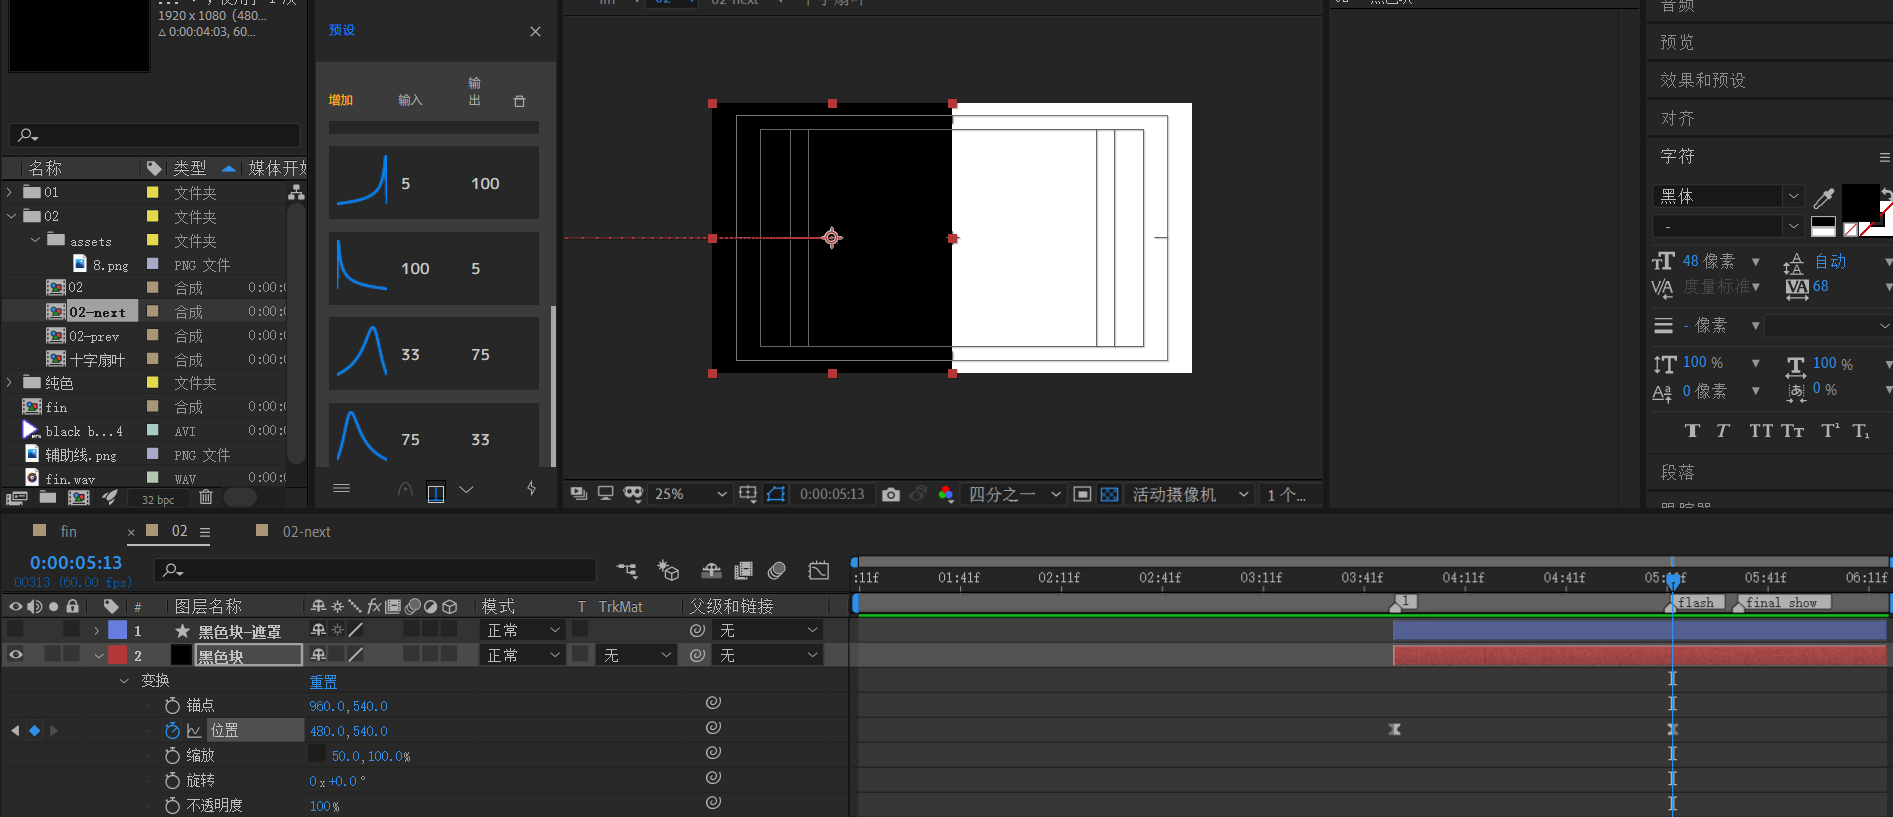 1920 x 1080 (480...
△ 0:00:04:03, 60...
名称 类型 媒体开始
01 文件夹
02 文件夹
assets 文件夹
8.png PNG 文件
02 合成 0:00:0
02-next 合成 0:00:0
02-prev 合成 0:00:0
十字扇叶 合成 0:00:0
纯色 文件夹
fin 合成 0:00:0
black b...4 AVI 0:00:0
辅助线.png PNG 文件
fin.wav WAV 0:00:0
32 bpc
预设
增加 输入 输出
5 100
100 5
33 75
75 33
25% 0:00:05:13 四分之一 活动摄像机 1 个...
音频
预览
效果和预设
对齐
字符
黑体
-
48 像素 自动
度量标准 68
- 像素
100 % 100 %
0 像素 0 %
T T TT Tт T¹ T₁
段落
跟踪器
fin × 02 02-next
0:00:05:13
00313 (60.00 fps)
:11f 01:41f 02:11f 02:41f 03:11f 03:41f 04:11f 04:41f 05:11f 05:41f 06:11f
1 flash final show
# 图层名称 fx 模式 T TrkMat 父级和链接
1 黑色块-遮罩 正常 无
2 黑色块 正常 无 无
变换 重置
锚点 960.0,540.0
位置 480.0,540.0
缩放 50.0,100.0%
旋转 0x+0.0°
不透明度 100%